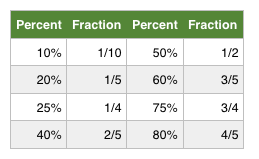 Percent Fraction Percent Fraction
10% 1/10 50% 1/2
20% 1/5 60% 3/5
25% 1/4 75% 3/4
40% 2/5 80% 4/5